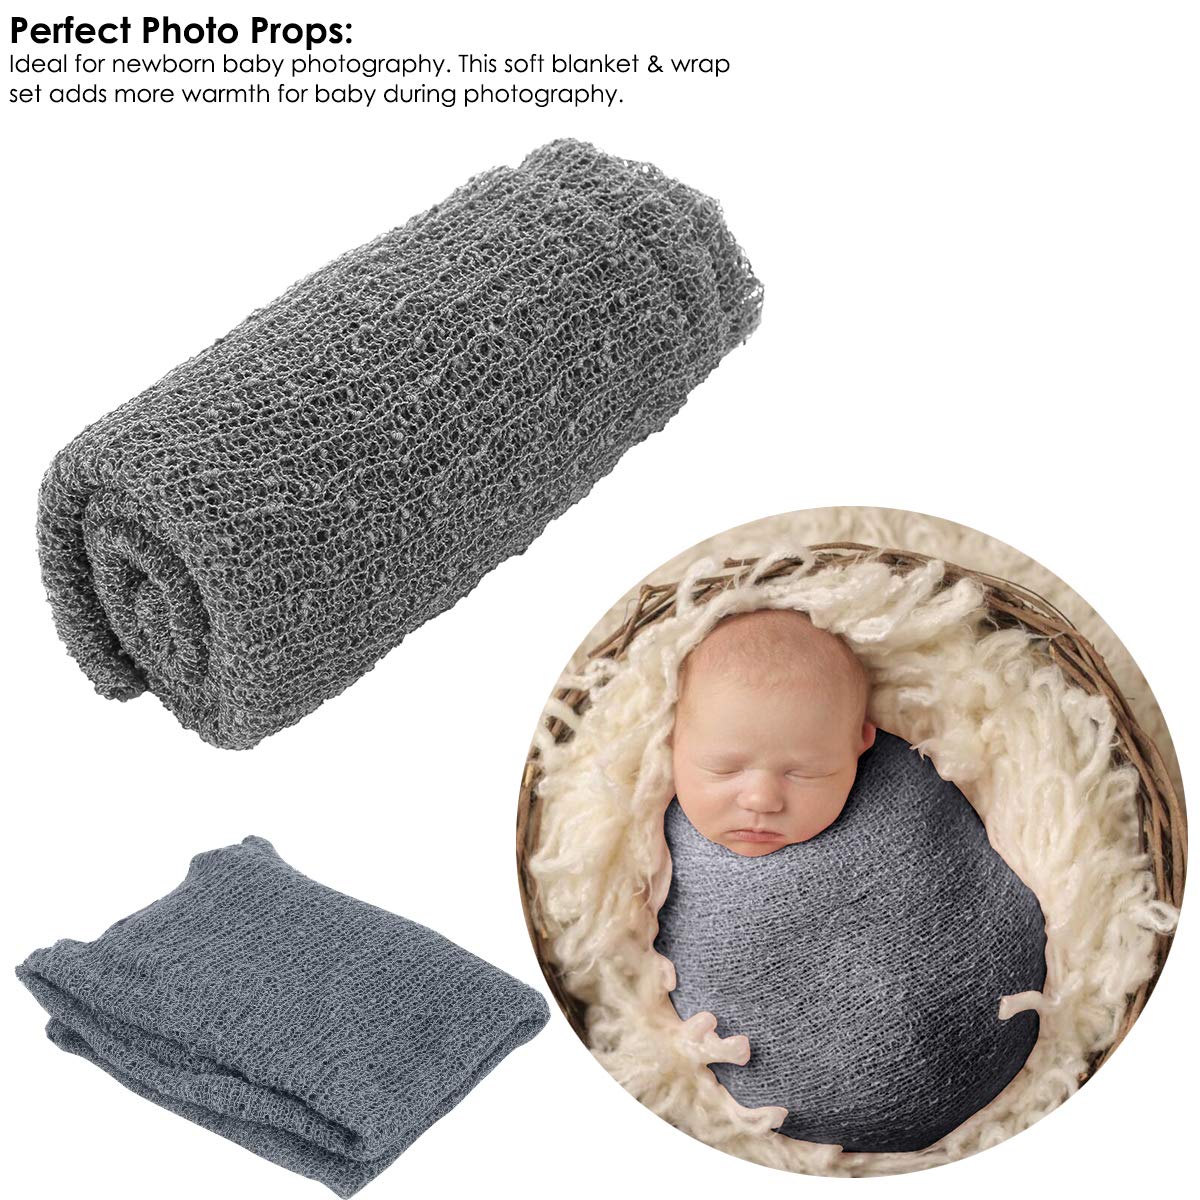 Perfect Photo Props:
Ideal for newborn baby photography. This soft blanket & wrap
set adds more warmth for baby during photography.